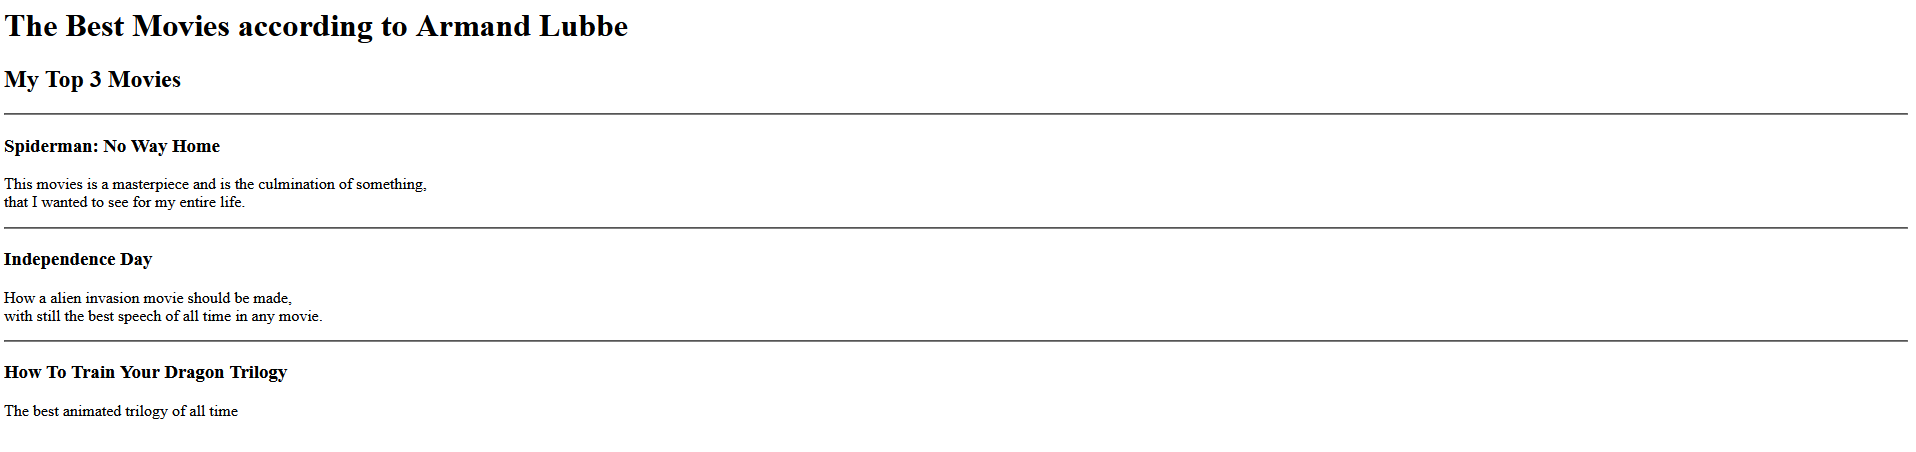 The Best Movies according to Armand Lubbe
My Top 3 Movies
Spiderman: No Way Home
This movies is a masterpiece and is the culmination of something,
that I wanted to see for my entire life.
Independence Day
How a alien invasion movie should be made,
with still the best speech of all time in any movie.
How To Train Your Dragon Trilogy
The best animated trilogy of all time